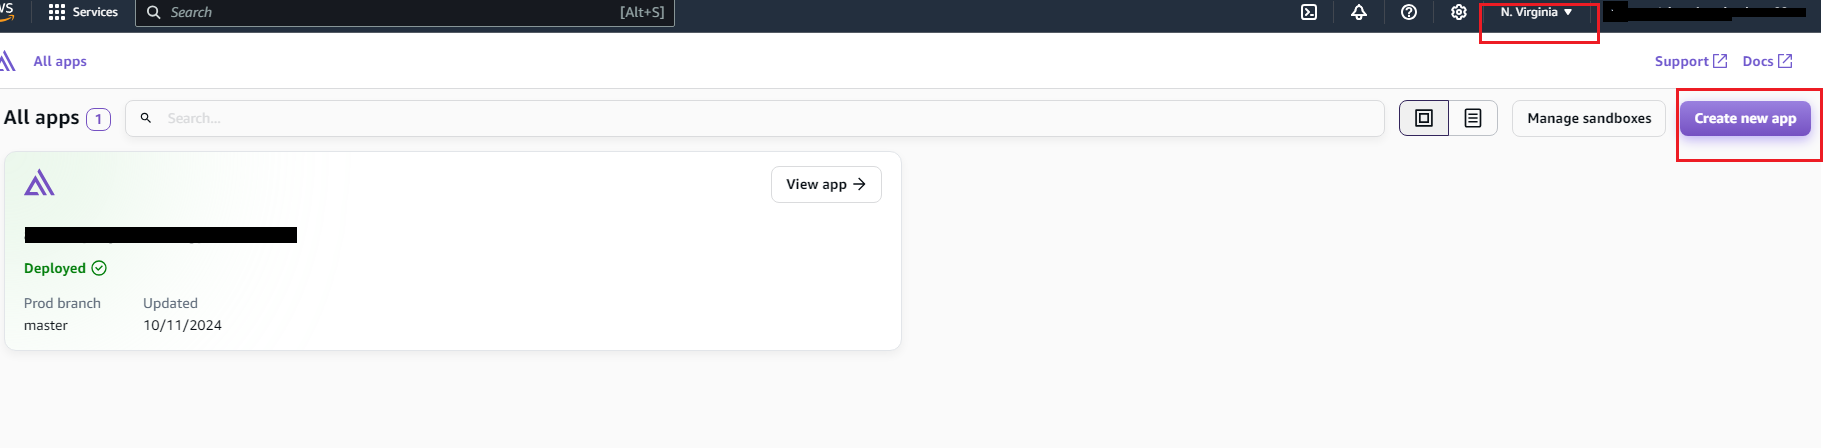 Services Search [Alt+S] N. Virginia
All apps Support Docs
All apps 1 Search... Manage sandboxes Create new app
View app
Deployed
Prod branch Updated
master 10/11/2024